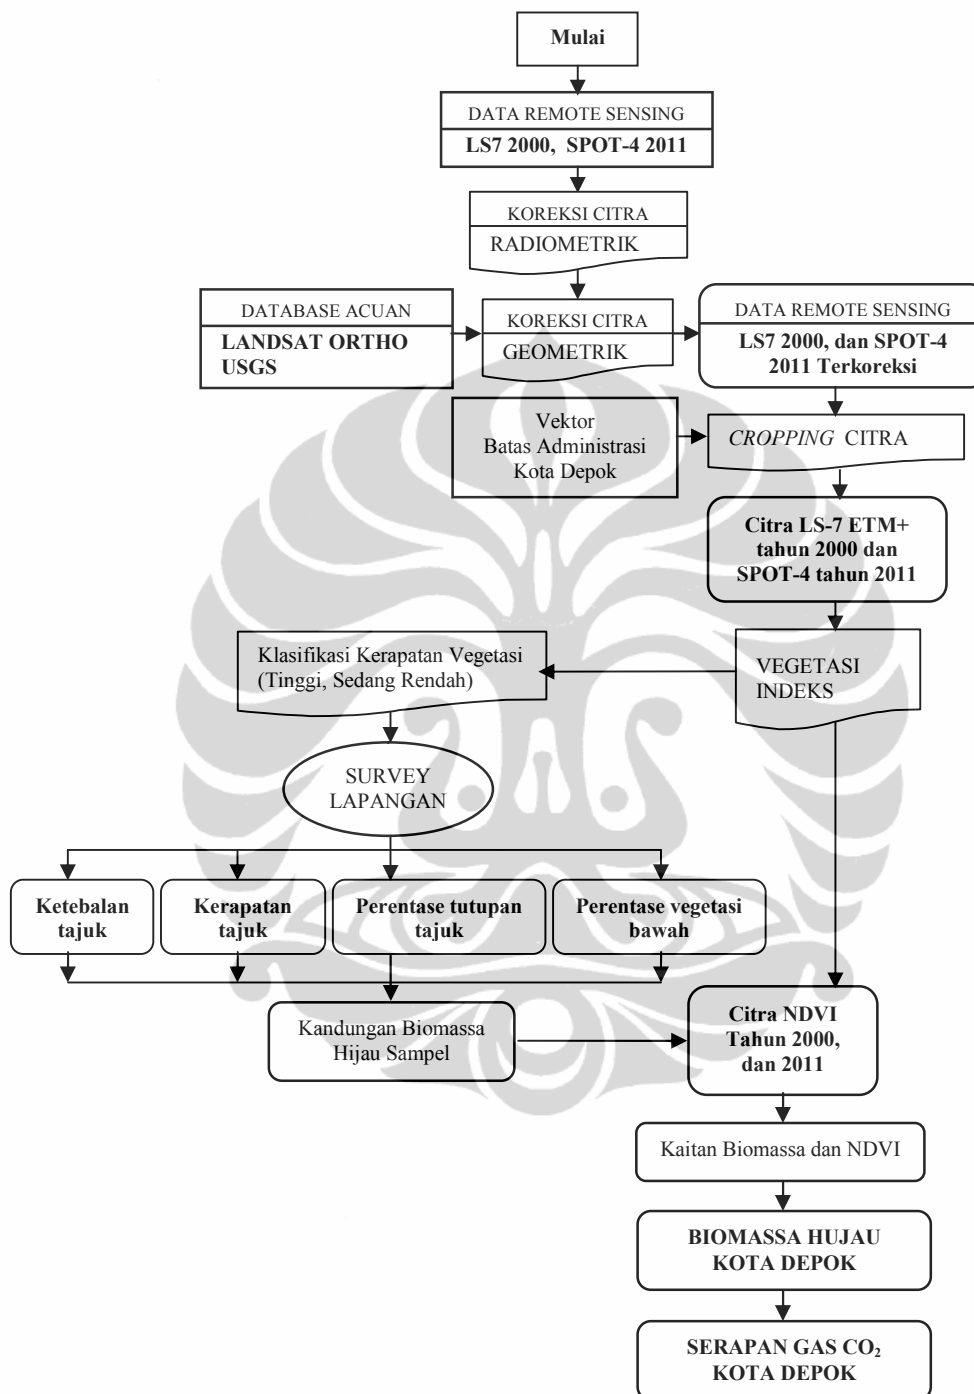 Mulai
DATA REMOTE SENSING
LS7 2000, SPOT-4 2011
KOREKSI CITRA
RADIOMETRIK
DATABASE ACUAN
LANDSAT ORTHO
USGS
KOREKSI CITRA
GEOMETRIK
DATA REMOTE SENSING
LS7 2000, dan SPOT-4
2011 Terkoreksi
Vektor
Batas Administrasi
Kota Depok
CROPPING CITRA
Citra LS-7 ETM+
tahun 2000 dan
SPOT-4 tahun 2011
Klasifikasi Kerapatan Vegetasi
(Tinggi, Sedang Rendah)
VEGETASI
INDEKS
SURVEY
LAPANGAN
Ketebalan
tajuk
Kerapatan
tajuk
Perentase tutupan
tajuk
Perentase vegetasi
bawah
Kandungan Biomassa
Hijau Sampel
Citra NDVI
Tahun 2000,
dan 2011
Kaitan Biomassa dan NDVI
BIOMASSA HUJAU
KOTA DEPOK
SERAPAN GAS CO₂
KOTA DEPOK